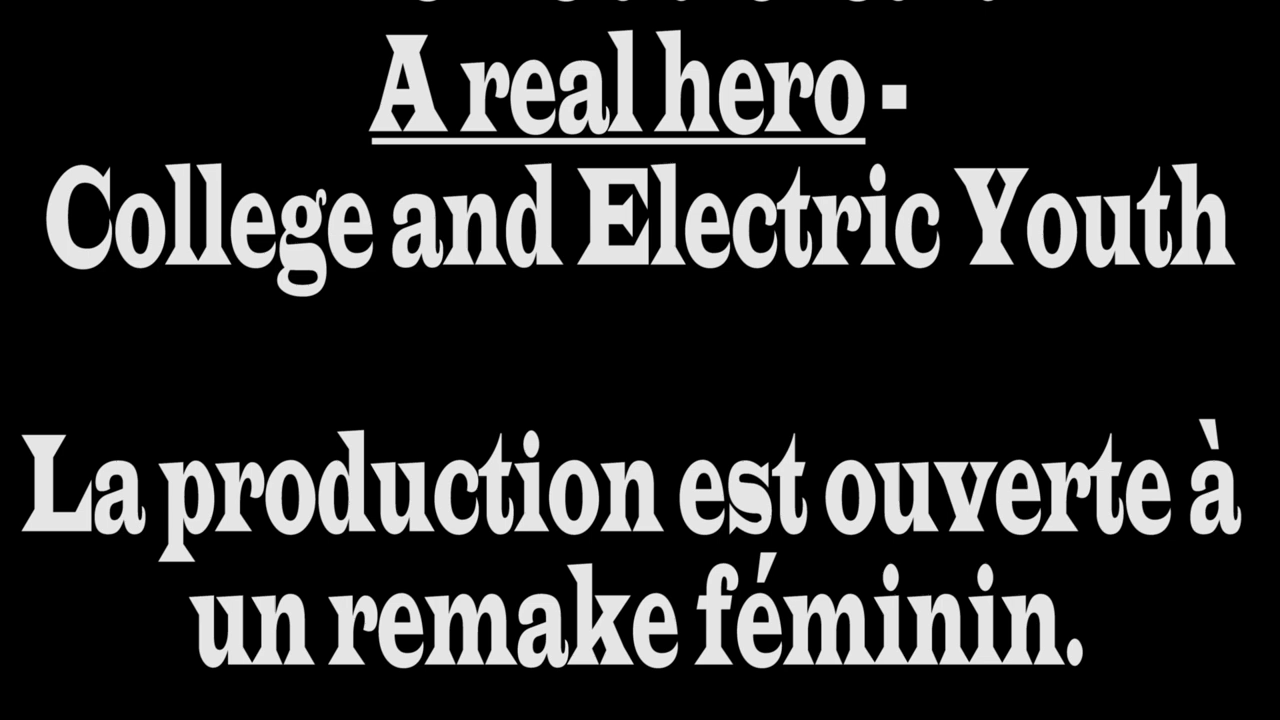 A real hero -
College and Electric Youth
La production est ouverte à
un remake féminin.